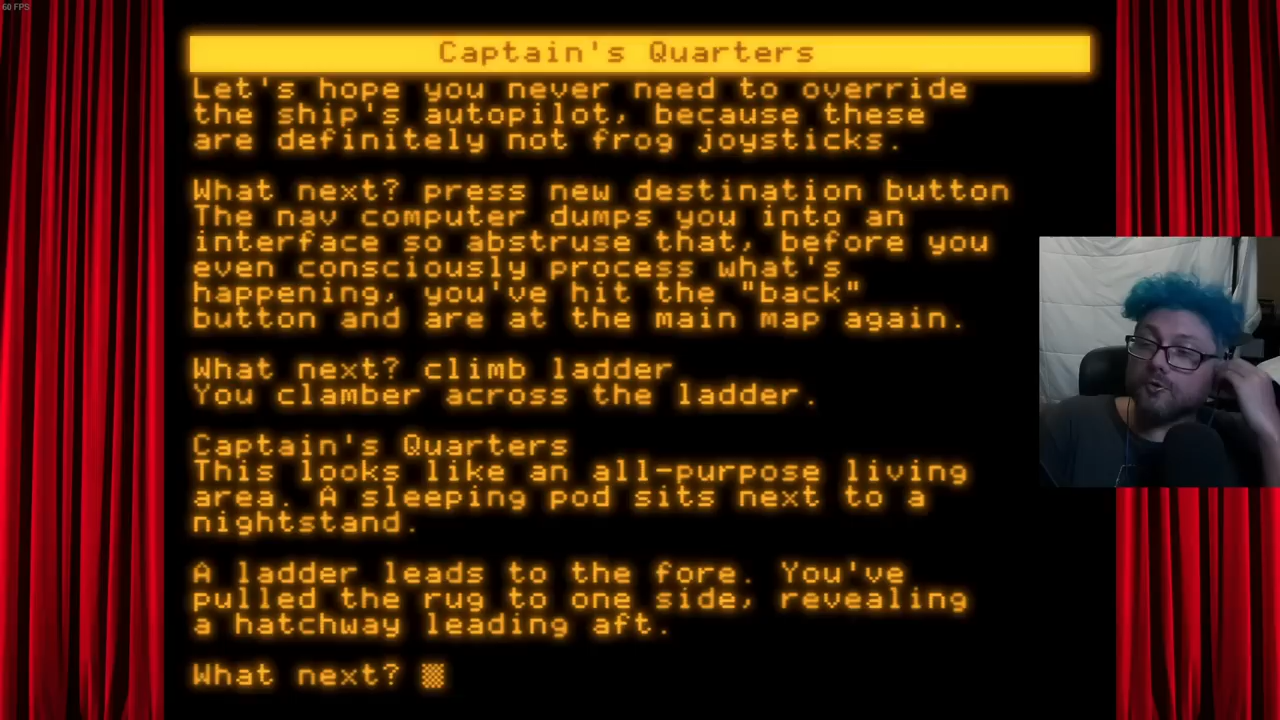 60 FPS
Captain's Quarters
Let's hope you never need to override
the ship's autopilot, because these
are definitely not frog joysticks.
What next? press new destination button
The nav computer dumps you into an
interface so abstruse that, before you
even consciously process what's
happening, you've hit the "back"
button and are at the main map again.
What next? climb ladder
You clamber across the ladder.
Captain's Quarters
This looks like an all-purpose living
area. A sleeping pod sits next to a
nightstand.
A ladder leads to the fore. You've
pulled the rug to one side, revealing
a hatchway leading aft.
What next?